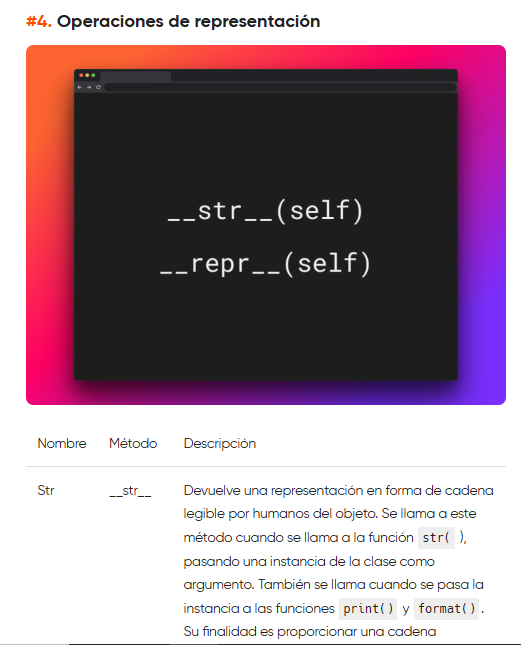 #4. Operaciones de representación
__str__(self)
__repr__(self)
Nombre Método Descripción
Str __str__ Devuelve una representación en forma de cadena
legible por humanos del objeto. Se llama a este
método cuando se llama a la función str( ),
pasando una instancia de la clase como
argumento. También se llama cuando se pasa la
instancia a las funciones print() y format().
Su finalidad es proporcionar una cadena